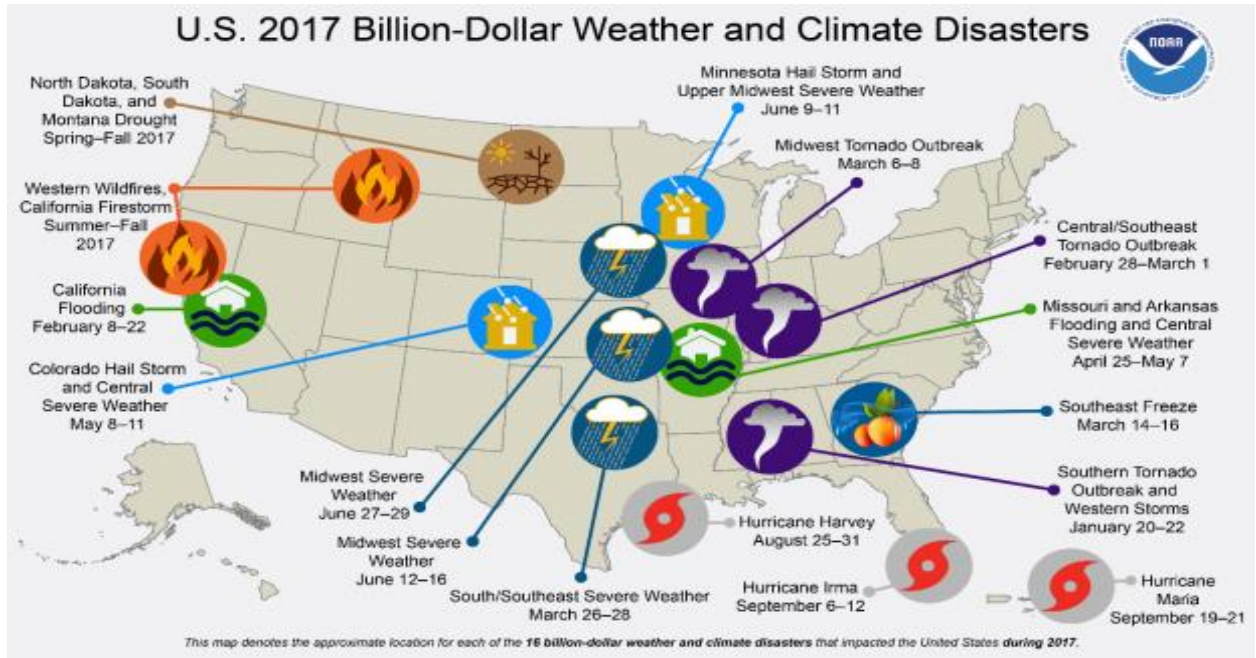 U.S. 2017 Billion-Dollar Weather and Climate Disasters
NOAA
North Dakota, South
Dakota, and
Montana Drought
Spring–Fall 2017
Minnesota Hail Storm and
Upper Midwest Severe Weather
June 9–11
Midwest Tornado Outbreak
March 6–8
Western Wildfires,
California Firestorm
Summer–Fall
2017
Central/Southeast
Tornado Outbreak
February 28–March 1
California
Flooding
February 8–22
Missouri and Arkansas
Flooding and Central
Severe Weather
April 25–May 7
Colorado Hail Storm
and Central
Severe Weather
May 8–11
Southeast Freeze
March 14–16
Midwest Severe
Weather
June 27–29
Southern Tornado
Outbreak and
Western Storms
January 20–22
Midwest Severe
Weather
June 12–16
Hurricane Harvey
August 25–31
South/Southeast Severe Weather
March 26–28
Hurricane Irma
September 6–12
Hurricane
Maria
September 19–21
This map denotes the approximate location for each of the 16 billion-dollar weather and climate disasters that impacted the United States during 2017.